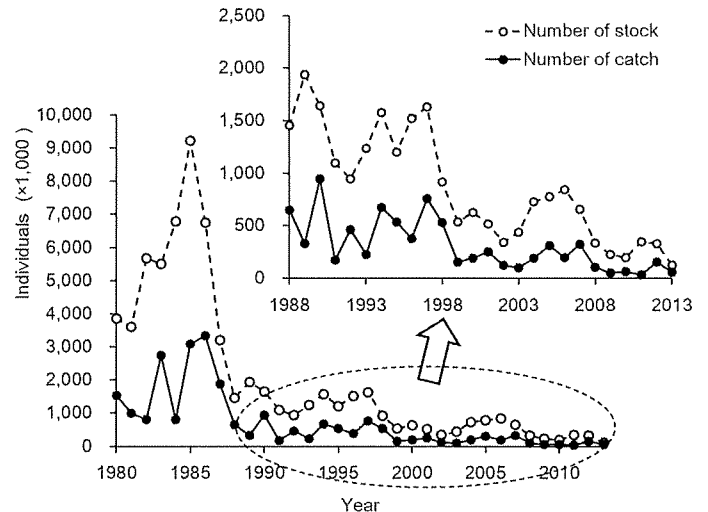 2,500
2,000
1,500
1,000
500
0
1988 1993 1998 2003 2008 2013
Number of stock
Number of catch
Individuals (×1,000 )
10,000
9,000
8,000
7,000
6,000
5,000
4,000
3,000
2,000
1,000
0
1980 1985 1990 1995 2000 2005 2010
Year